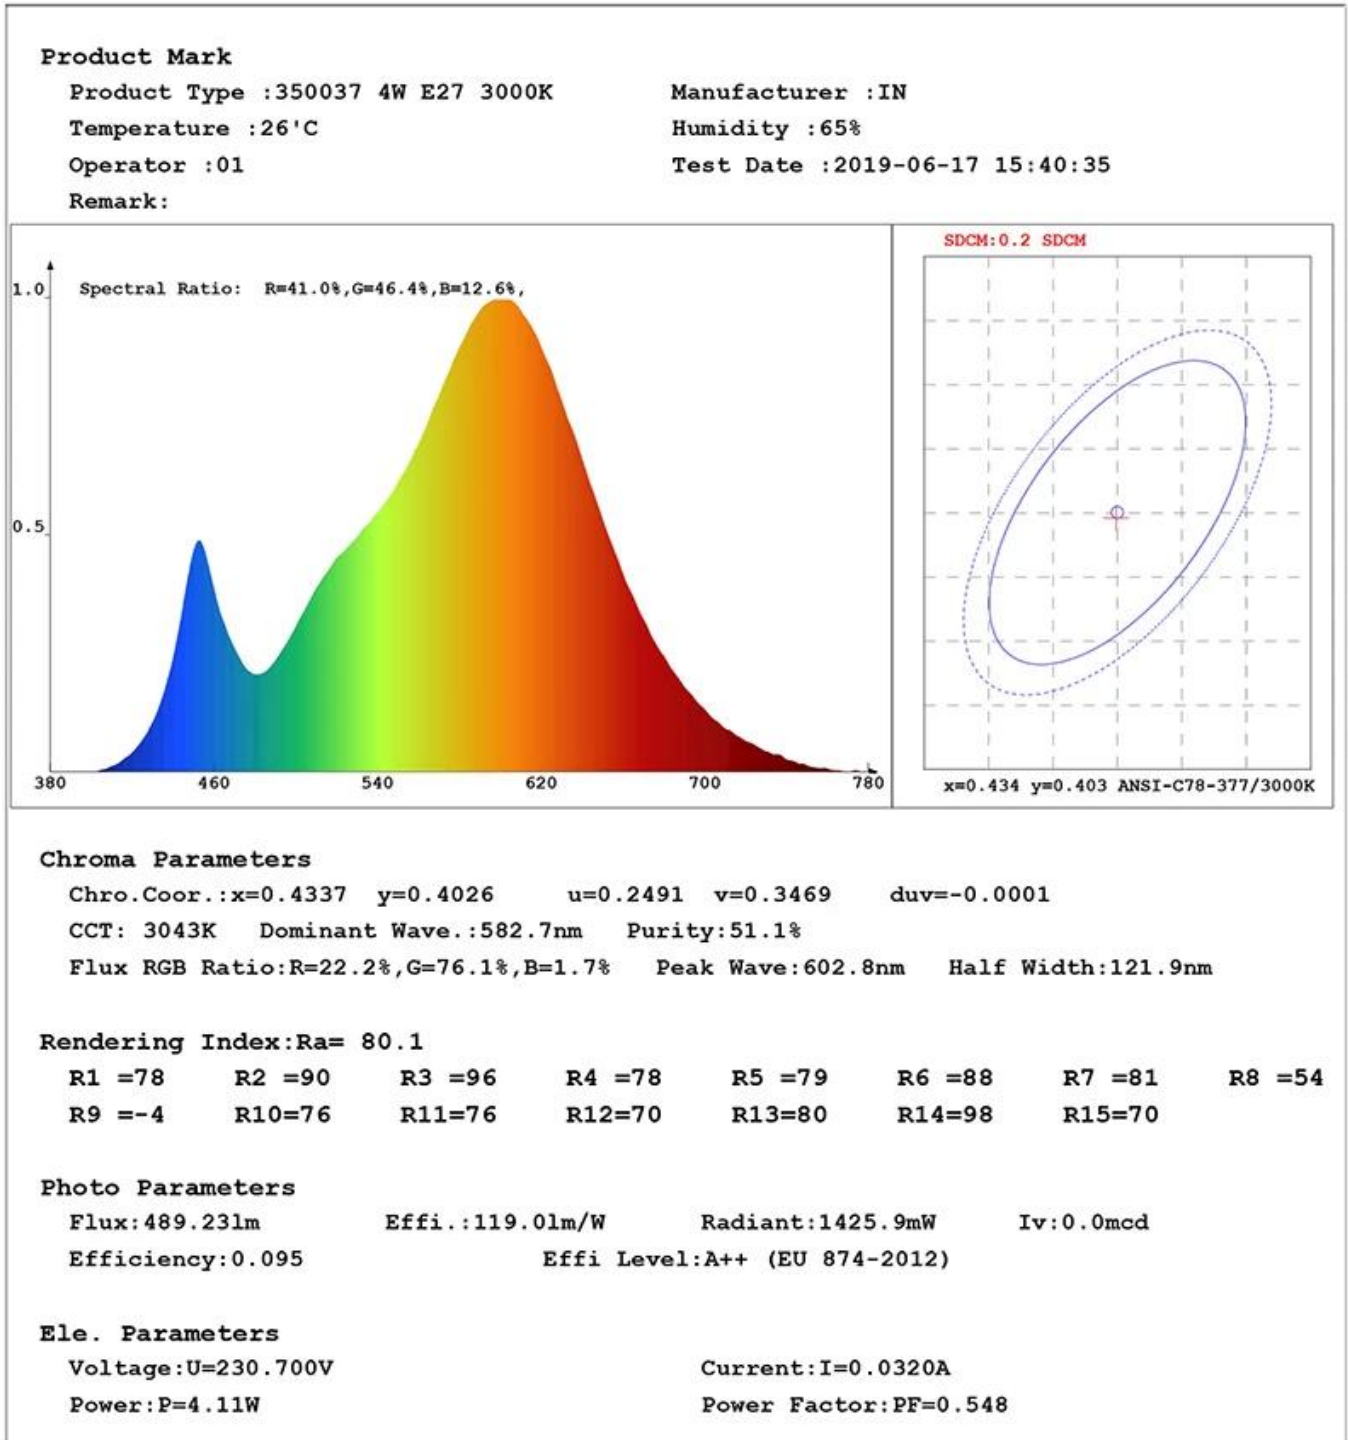 Product Mark
Product Type :350037 4W E27 3000K Manufacturer :IN
Temperature :26'C Humidity :65%
Operator :01 Test Date :2019-06-17 15:40:35
Remark:
SDCM:0.2 SDCM
1.0 Spectral Ratio: R=41.0%,G=46.4%,B=12.6%,
0.5
380 460 540 620 700 780
x=0.434 y=0.403 ANSI-C78-377/3000K
Chroma Parameters
Chro.Coor.:x=0.4337 y=0.4026 u=0.2491 v=0.3469 duv=-0.0001
CCT: 3043K Dominant Wave.:582.7nm Purity:51.1%
Flux RGB Ratio:R=22.2%,G=76.1%,B=1.7% Peak Wave:602.8nm Half Width:121.9nm
Rendering Index:Ra= 80.1
R1 =78 R2 =90 R3 =96 R4 =78 R5 =79 R6 =88 R7 =81 R8 =54
R9 =-4 R10=76 R11=76 R12=70 R13=80 R14=98 R15=70
Photo Parameters
Flux:489.23lm Effi.:119.0lm/W Radiant:1425.9mW Iv:0.0mcd
Efficiency:0.095 Effi Level:A++ (EU 874-2012)
Ele. Parameters
Voltage:U=230.700V Current:I=0.0320A
Power:P=4.11W Power Factor:PF=0.548